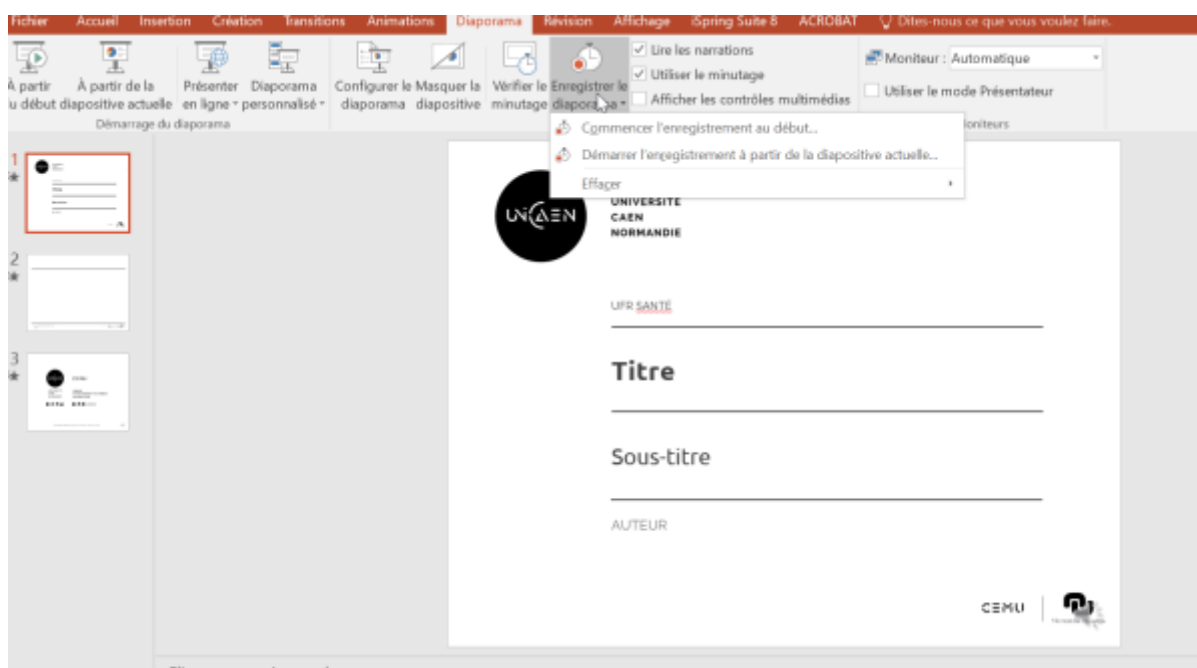 Fichier Accueil Insertion Création Transitions Animations Diaporama Révision Affichage iSpring Suite 8 ACROBAT Dites-nous ce que vous voulez faire.
À partir À partir de la Présenter Diaporama Configurer le Masquer la Vérifier le Enregistrer le
du début diapositive actuelle en ligne personnalisé diaporama diapositive minutage diaporama
Lire les narrations
Utiliser le minutage
Afficher les contrôles multimédias
Moniteur : Automatique
Utiliser le mode Présentateur
Démarrage du diaporama
oniteurs
Commencer l'enregistrement au début...
Démarrer l'enregistrement à partir de la diapositive actuelle...
Effacer
1
2
3
UNICAEN
UNIVERSITÉ
CAEN
NORMANDIE
UFR SANTÉ
Titre
Sous-titre
AUTEUR
CEMU